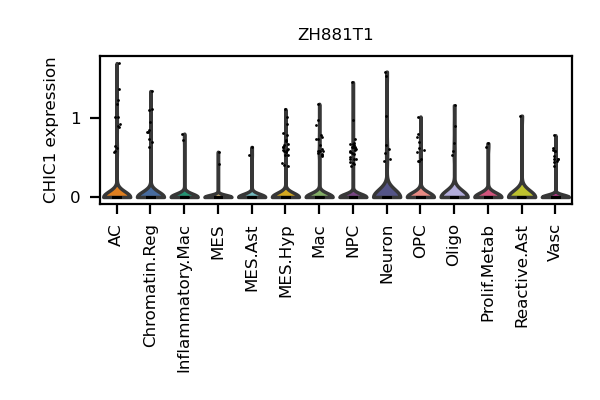 ZH881T1
CHIC1 expression
1
0
AC
Chromatin.Reg
Inflammatory.Mac
MES
MES.Ast
MES.Hyp
Mac
NPC
Neuron
OPC
Oligo
Prolif.Metab
Reactive.Ast
Vasc